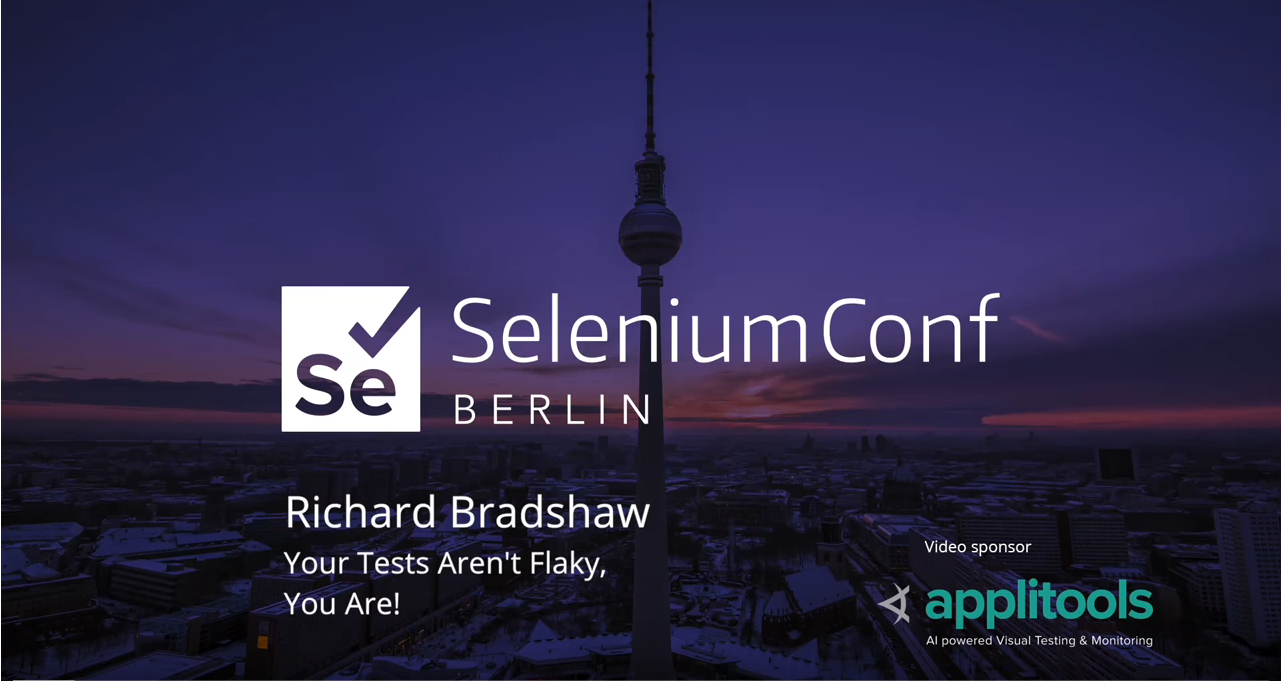 Se
SeleniumConf
BERLIN
Richard Bradshaw
Your Tests Aren't Flaky,
You Are!
Video sponsor
applitools
AI powered Visual Testing & Monitoring